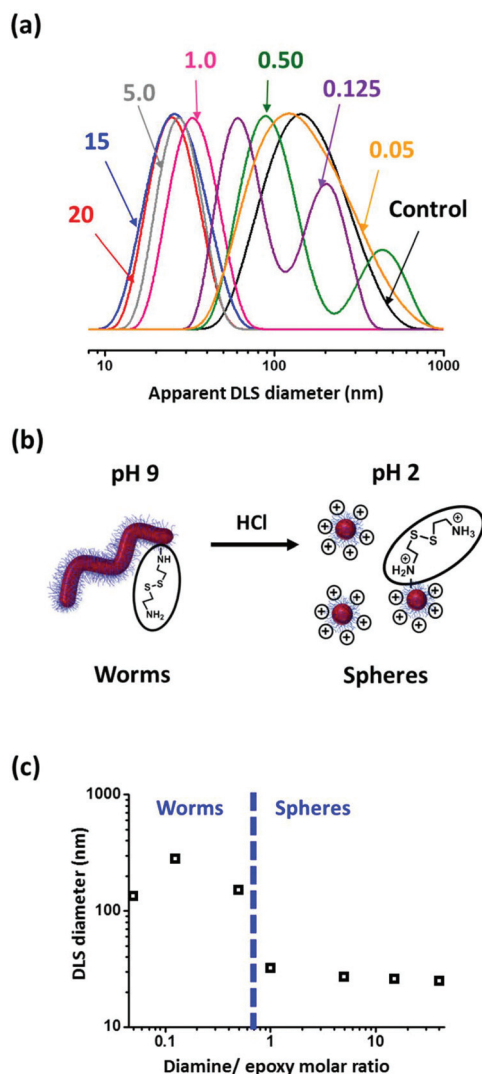 (a)
1.0
0.50
5.0
0.125
15
0.05
20
Control
10
100
1000
Apparent DLS diameter (nm)
(b)
pH 9
pH 2
HCl
S
S
NH3
+
NH
S
S
NH2
+
H2N
+ + + + + +
+ + + + + +
+ + + + +
Worms
Spheres
(c)
1000
Worms
Spheres
DLS diameter (nm)
100
10
0.1
1
10
Diamine/ epoxy molar ratio